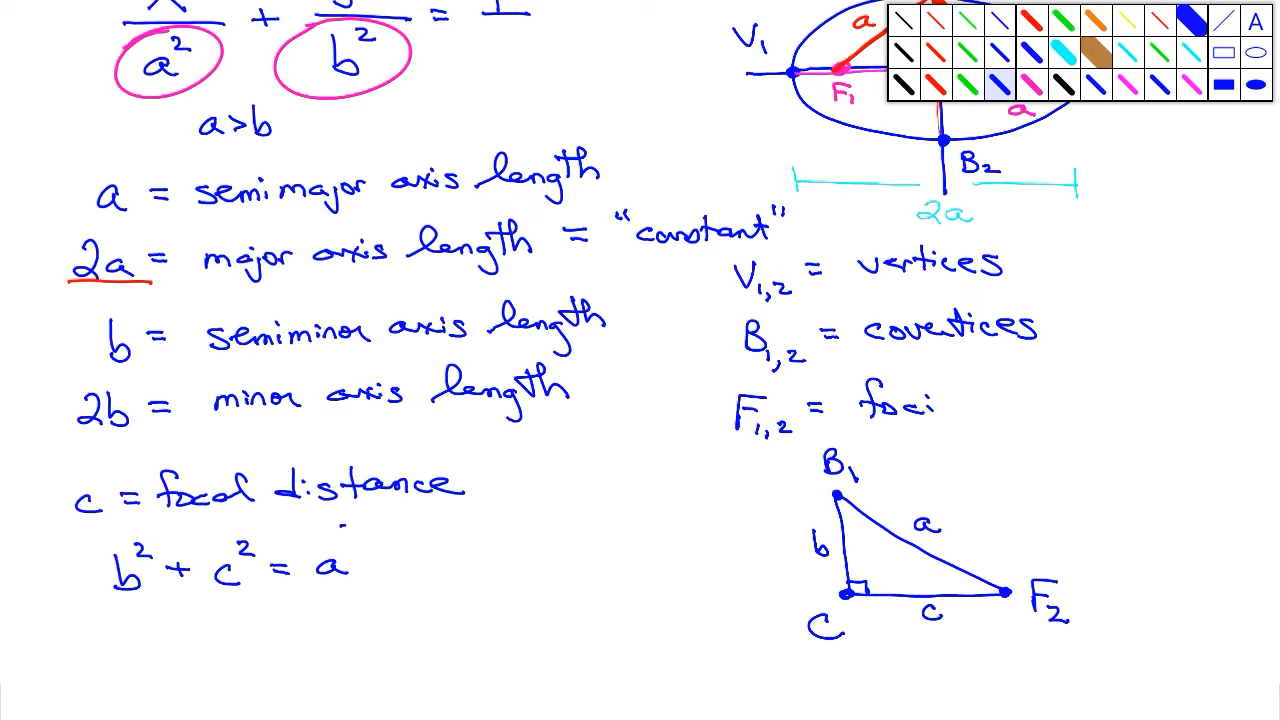 a² + b² = 1
a>b
a = semimajor axis length
2a = major axis length = "constant"
b = semiminor axis length
2b = minor axis length
c = focal distance
b² + c² = a
V₁
a
F₁
a
B₂
2a
V₁,₂ = vertices
B₁,₂ = covertices
F₁,₂ = foci
B₁
b
a
C
c
F₂
A